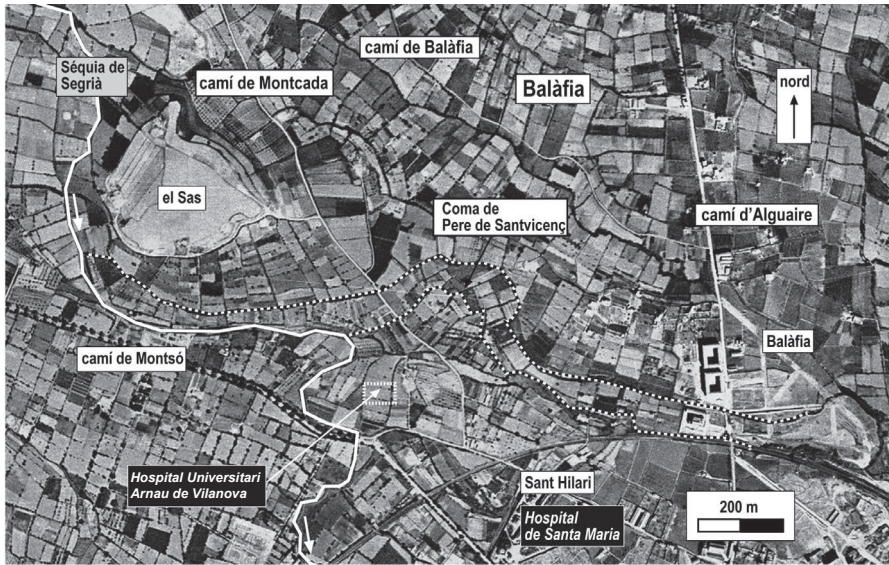 camí de Balàfia
Séquia de
Segrià
camí de Montcada
Balàfia
nord
el Sas
Coma de
Pere de Santvicenç
camí d'Alguaire
camí de Montsó
Balàfia
Hospital Universitari
Arnau de Vilanova
Sant Hilari
Hospital
de Santa Maria
200 m